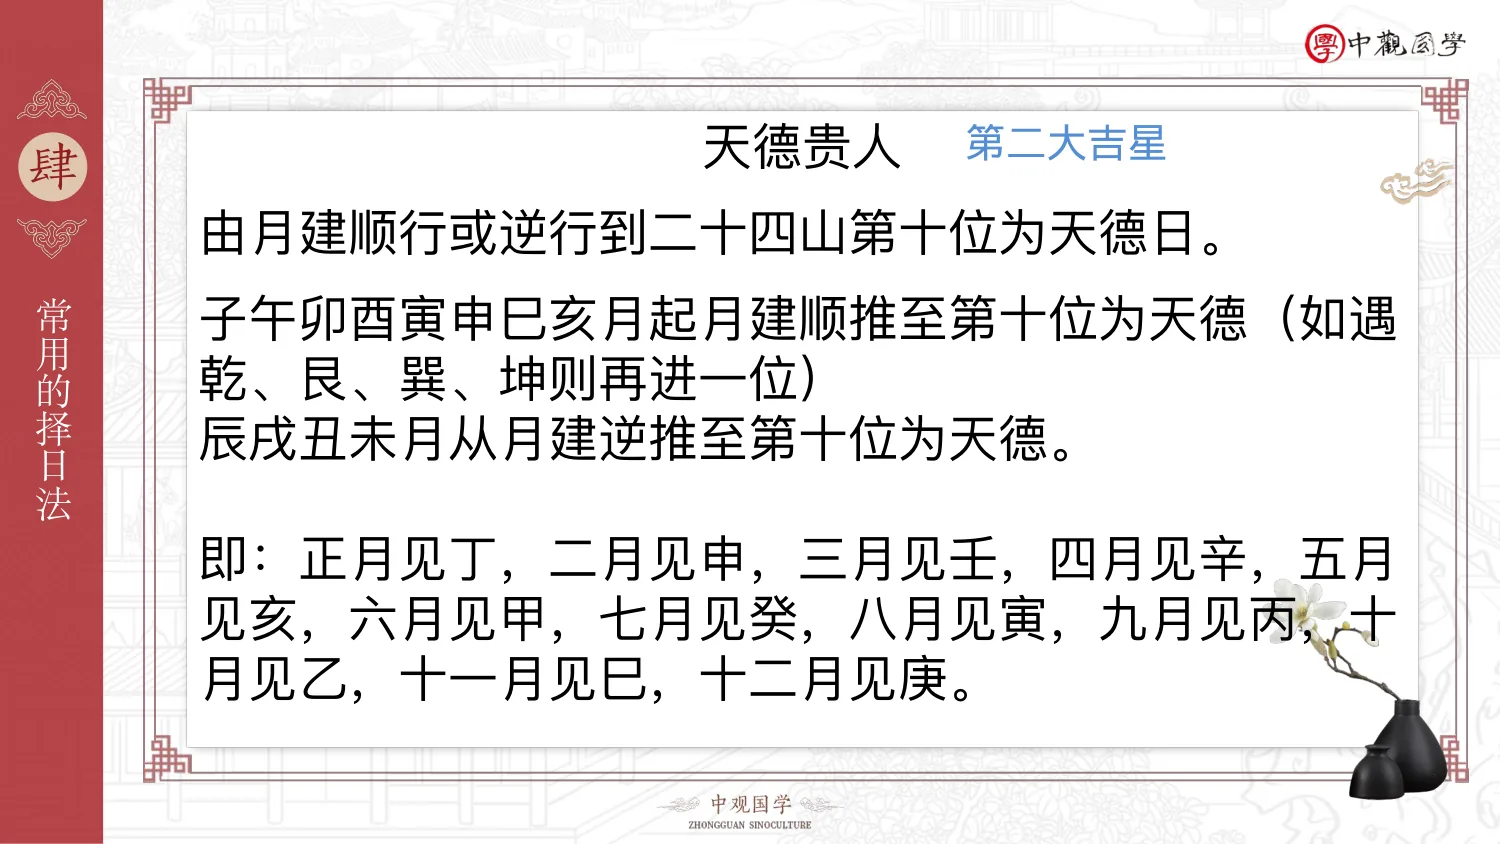 學中觀国學
肆
常用的择日法
天德贵人 第二大吉星
由月建顺行或逆行到二十四山第十位为天德日。
子午卯酉寅申巳亥月起月建顺推至第十位为天德（如遇
乾、艮、巽、坤则再进一位）
辰戌丑未月从月建逆推至第十位为天德。
即：正月见丁，二月见申，三月见壬，四月见辛，五月
见亥，六月见甲，七月见癸，八月见寅，九月见丙，十
月见乙，十一月见巳，十二月见庚。
中观国学
ZHONGGUAN SINOCULTURE